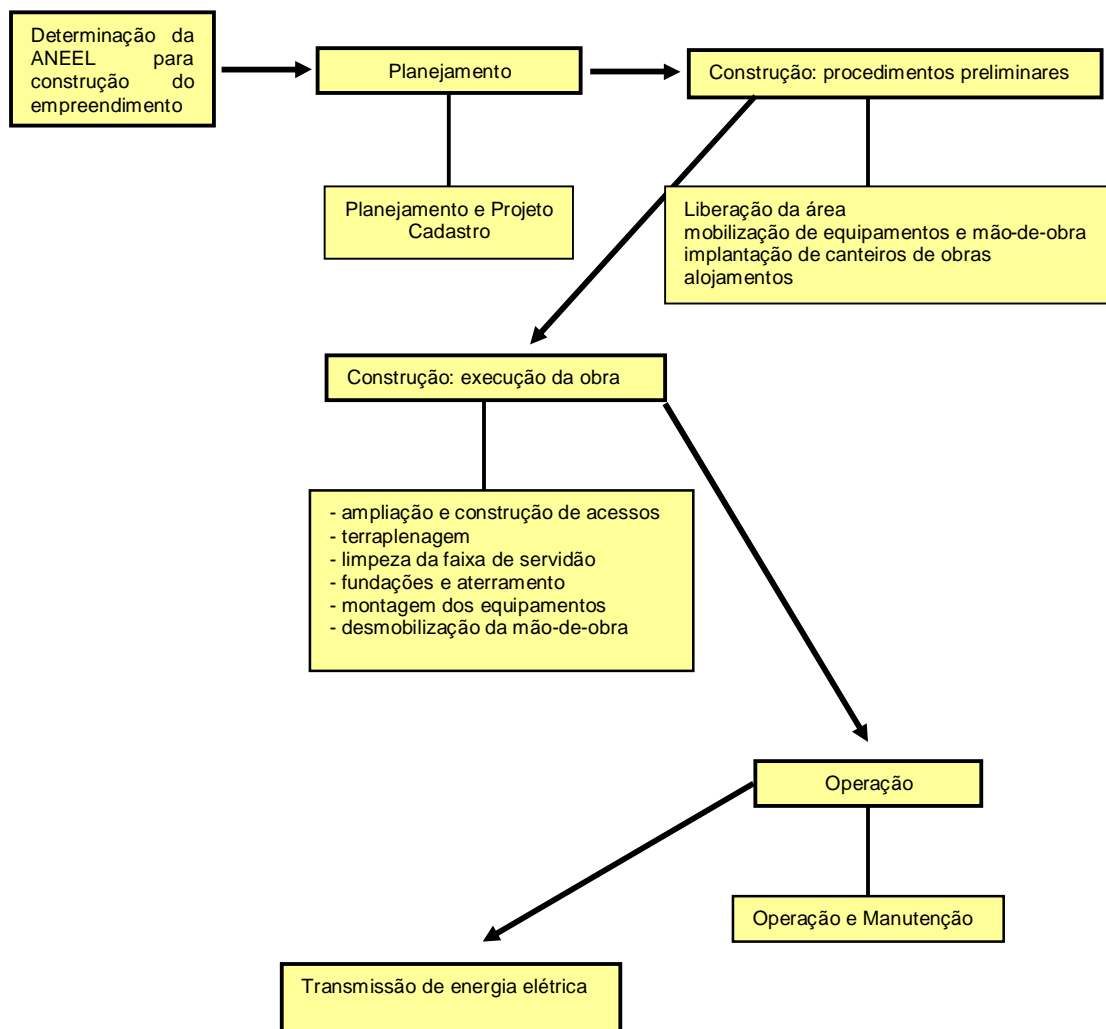 Determinação da
ANEEL para
construção do
empreendimento
Planejamento
Construção: procedimentos preliminares
Planejamento e Projeto
Cadastro
Liberação da área
mobilização de equipamentos e mão-de-obra
implantação de canteiros de obras
alojamentos
Construção: execução da obra
- ampliação e construção de acessos
- terraplenagem
- limpeza da faixa de servidão
- fundações e aterramento
- montagem dos equipamentos
- desmobilização da mão-de-obra
Operação
Operação e Manutenção
Transmissão de energia elétrica